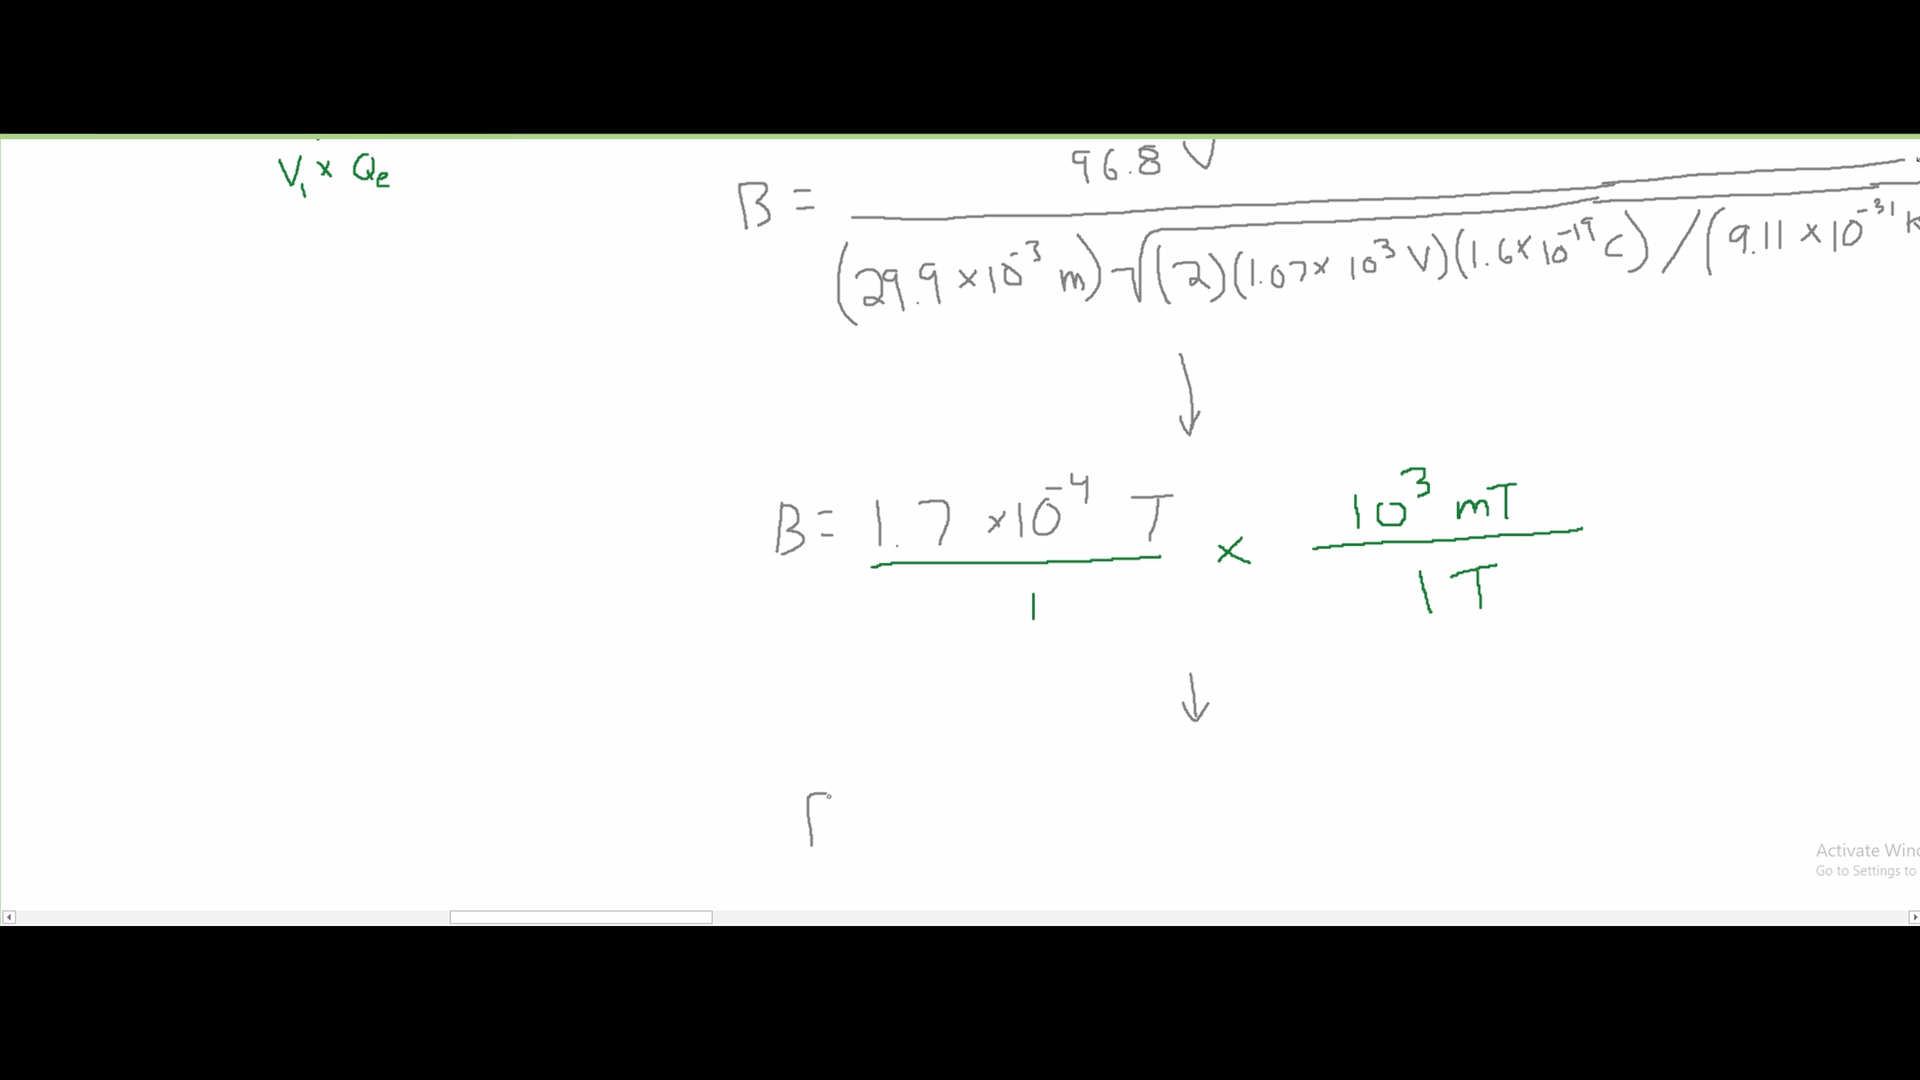 V₁ × Qe
B = 96.8 V
(29.9 × 10⁻³ m) √(2)(1.07 × 10³ V)(1.6 × 10⁻¹⁹ C) / (9.11 × 10⁻³¹ k
B = 1.7 × 10⁻⁴ T × 10³ mT
1 1 T
Activate Wind
Go to Settings to